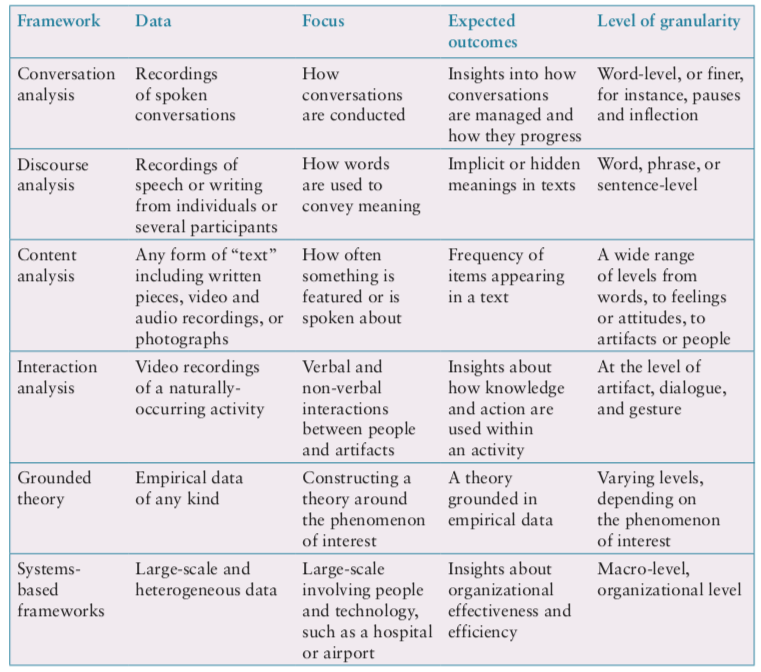 Framework Data Focus Expected outcomes Level of granularity
Conversation analysis
Recordings of spoken conversations
How conversations are conducted
Insights into how conversations are managed and how they progress
Word-level, or finer, for instance, pauses and inflection
Discourse analysis
Recordings of speech or writing from individuals or several participants
How words are used to convey meaning
Implicit or hidden meanings in texts
Word, phrase, or sentence-level
Content analysis
Any form of “text” including written pieces, video and audio recordings, or photographs
How often something is featured or is spoken about
Frequency of items appearing in a text
A wide range of levels from words, to feelings or attitudes, to artifacts or people
Interaction analysis
Video recordings of a naturally-occurring activity
Verbal and non-verbal interactions between people and artifacts
Insights about how knowledge and action are used within an activity
At the level of artifact, dialogue, and gesture
Grounded theory
Empirical data of any kind
Constructing a theory around the phenomenon of interest
A theory grounded in empirical data
Varying levels, depending on the phenomenon of interest
Systems-based frameworks
Large-scale and heterogeneous data
Large-scale involving people and technology, such as a hospital or airport
Insights about organizational effectiveness and efficiency
Macro-level, organizational level